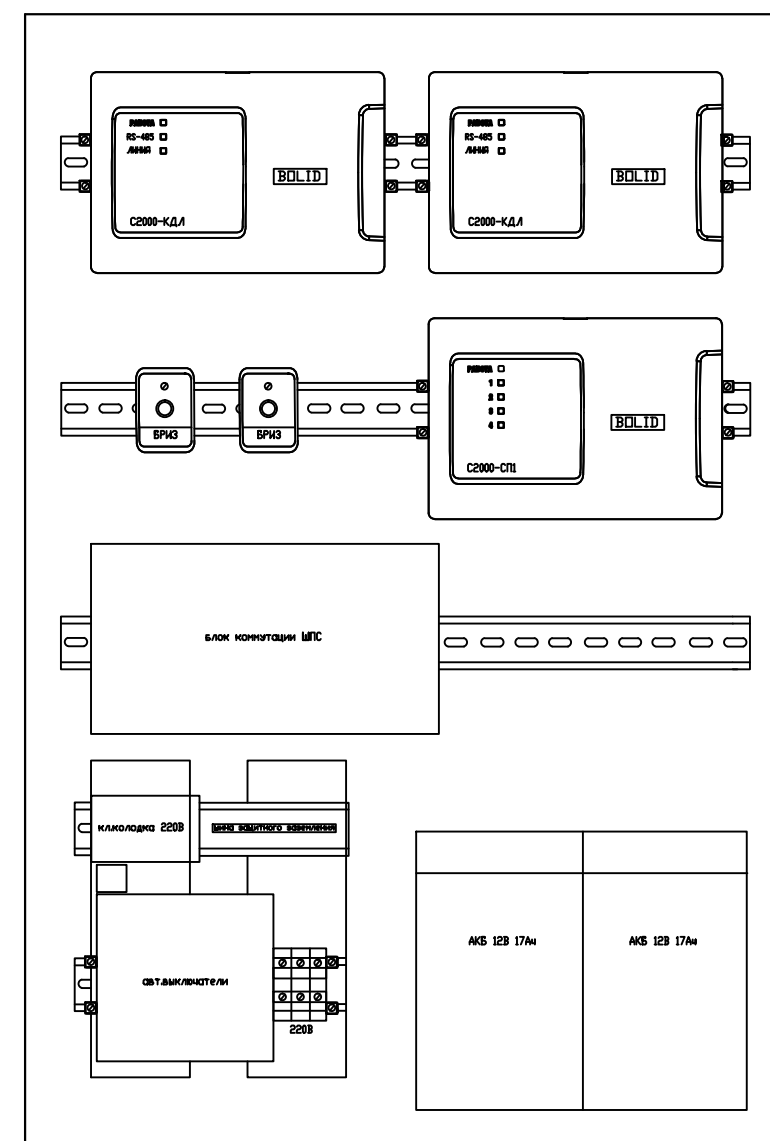 РАБОТА
RS-485
ЛИНИЯ
BOLID
С2000-КДЛ
РАБОТА
RS-485
ЛИНИЯ
BOLID
С2000-КДЛ
БРИЗ
БРИЗ
РАБОТА
1
2
3
4
BOLID
С2000-СП1
блок коммутации ШПС
кл.колодка 220В
шина защитного заземления
авт.выключатели
220В
АКБ 12В 17Ач
АКБ 12В 17Ач